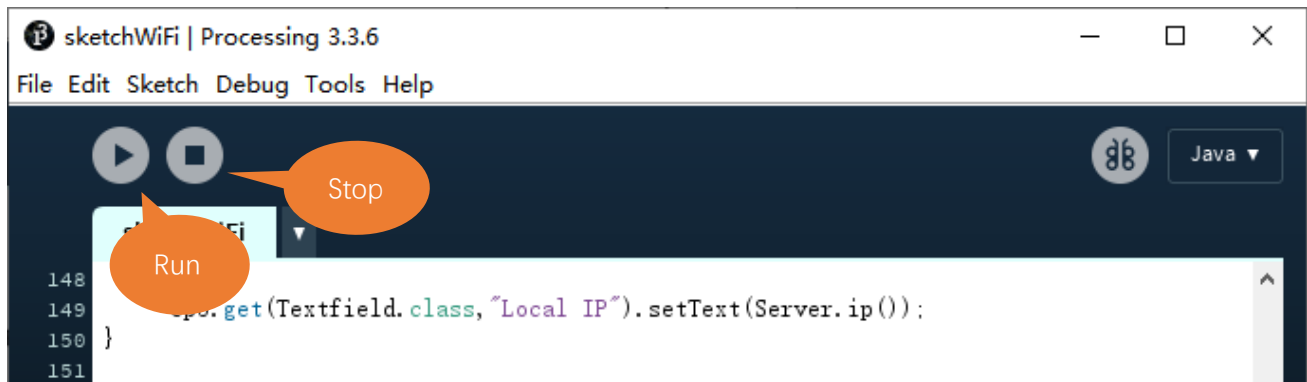 sketchWiFi | Processing 3.3.6
File Edit Sketch Debug Tools Help
Java ▼
Stop
Run
148
149 .get(Textfield.class,"Local IP").setText(Server.ip());
150 }
151